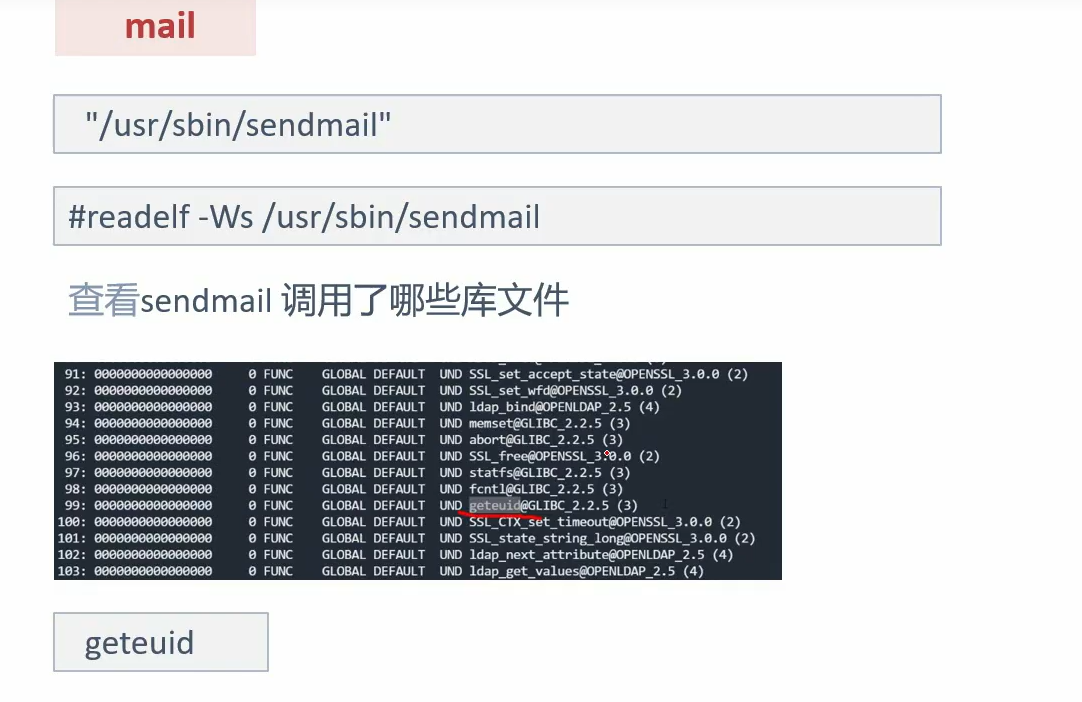 mail
"/usr/sbin/sendmail"
#readelf -Ws /usr/sbin/sendmail
查看sendmail 调用了哪些库文件
91: 0000000000000000 0 FUNC GLOBAL DEFAULT UND SSL_set_accept_state@OPENSSL_3.0.0 (2)
92: 0000000000000000 0 FUNC GLOBAL DEFAULT UND SSL_set_wfd@OPENSSL_3.0.0 (2)
93: 0000000000000000 0 FUNC GLOBAL DEFAULT UND ldap_bind@OPENLDAP_2.5 (4)
94: 0000000000000000 0 FUNC GLOBAL DEFAULT UND memset@GLIBC_2.2.5 (3)
95: 0000000000000000 0 FUNC GLOBAL DEFAULT UND abort@GLIBC_2.2.5 (3)
96: 0000000000000000 0 FUNC GLOBAL DEFAULT UND SSL_free@OPENSSL_3.0.0 (2)
97: 0000000000000000 0 FUNC GLOBAL DEFAULT UND statfs@GLIBC_2.2.5 (3)
98: 0000000000000000 0 FUNC GLOBAL DEFAULT UND fcntl@GLIBC_2.2.5 (3)
99: 0000000000000000 0 FUNC GLOBAL DEFAULT UND geteuid@GLIBC_2.2.5 (3)
100: 0000000000000000 0 FUNC GLOBAL DEFAULT UND SSL_CTX_set_timeout@OPENSSL_3.0.0 (2)
101: 0000000000000000 0 FUNC GLOBAL DEFAULT UND SSL_state_string_long@OPENSSL_3.0.0 (2)
102: 0000000000000000 0 FUNC GLOBAL DEFAULT UND ldap_next_attribute@OPENLDAP_2.5 (4)
103: 0000000000000000 0 FUNC GLOBAL DEFAULT UND ldap_get_values@OPENLDAP_2.5 (4)
geteuid